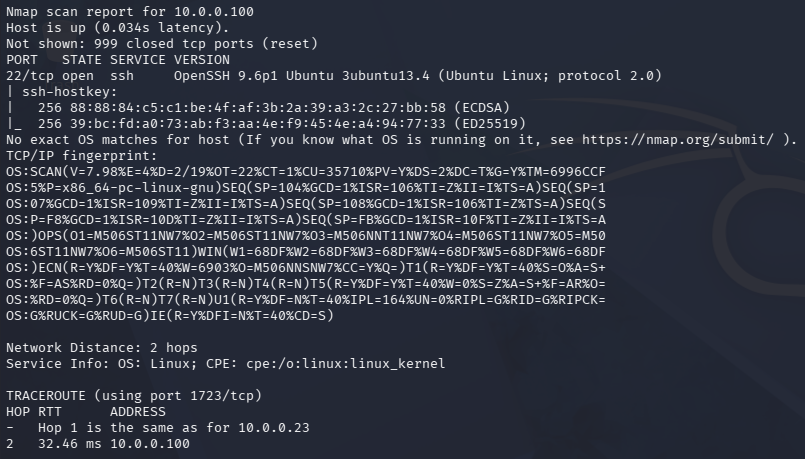 Nmap scan report for 10.0.0.100
Host is up (0.034s latency).
Not shown: 999 closed tcp ports (reset)
PORT   STATE SERVICE VERSION
22/tcp open  ssh     OpenSSH 9.6p1 Ubuntu 3ubuntu13.4 (Ubuntu Linux; protocol 2.0)
| ssh-hostkey:
|   256 88:88:84:c5:c1:be:4f:af:3b:2a:39:a3:2c:27:bb:58 (ECDSA)
|_  256 39:bc:fd:a0:73:ab:f3:aa:4e:f9:45:4e:a4:94:77:33 (ED25519)
No exact OS matches for host (If you know what OS is running on it, see https://nmap.org/submit/ ).
TCP/IP fingerprint:
OS:SCAN(V=7.98%E=4%D=2/19%OT=22%CT=1%CU=35710%PV=Y%DS=2%DC=T%G=Y%TM=6996CCF
OS:5%P=x86_64-pc-linux-gnu)SEQ(SP=104%GCD=1%ISR=106%TI=Z%II=I%TS=A)SEQ(SP=1
OS:07%GCD=1%ISR=109%TI=Z%II=I%TS=A)SEQ(SP=108%GCD=1%ISR=106%TI=Z%TS=A)SEQ(S
OS:P=F8%GCD=1%ISR=10D%TI=Z%II=I%TS=A)SEQ(SP=FB%GCD=1%ISR=10F%TI=Z%II=I%TS=A
OS:)OPS(O1=M506ST11NW7%O2=M506ST11NW7%O3=M506NNT11NW7%O4=M506ST11NW7%O5=M50
OS:6ST11NW7%O6=M506ST11)WIN(W1=68DF%W2=68DF%W3=68DF%W4=68DF%W5=68DF%W6=68DF
OS:)ECN(R=Y%DF=Y%T=40%W=6903%O=M506NNSNW7%CC=Y%Q=)T1(R=Y%DF=Y%T=40%S=O%A=S+
OS:%F=AS%RD=0%Q=)T2(R=N)T3(R=N)T4(R=N)T5(R=Y%DF=Y%T=40%W=0%S=Z%A=S+%F=AR%O=
OS:%RD=0%Q=)T6(R=N)T7(R=N)U1(R=Y%DF=N%T=40%IPL=164%UN=0%RIPL=G%RID=G%RIPCK=
OS:G%RUCK=G%RUD=G)IE(R=Y%DFI=N%T=40%CD=S)

Network Distance: 2 hops
Service Info: OS: Linux; CPE: cpe:/o:linux:linux_kernel

TRACEROUTE (using port 1723/tcp)
HOP RTT      ADDRESS
-   Hop 1 is the same as for 10.0.0.23
2   32.46 ms 10.0.0.100